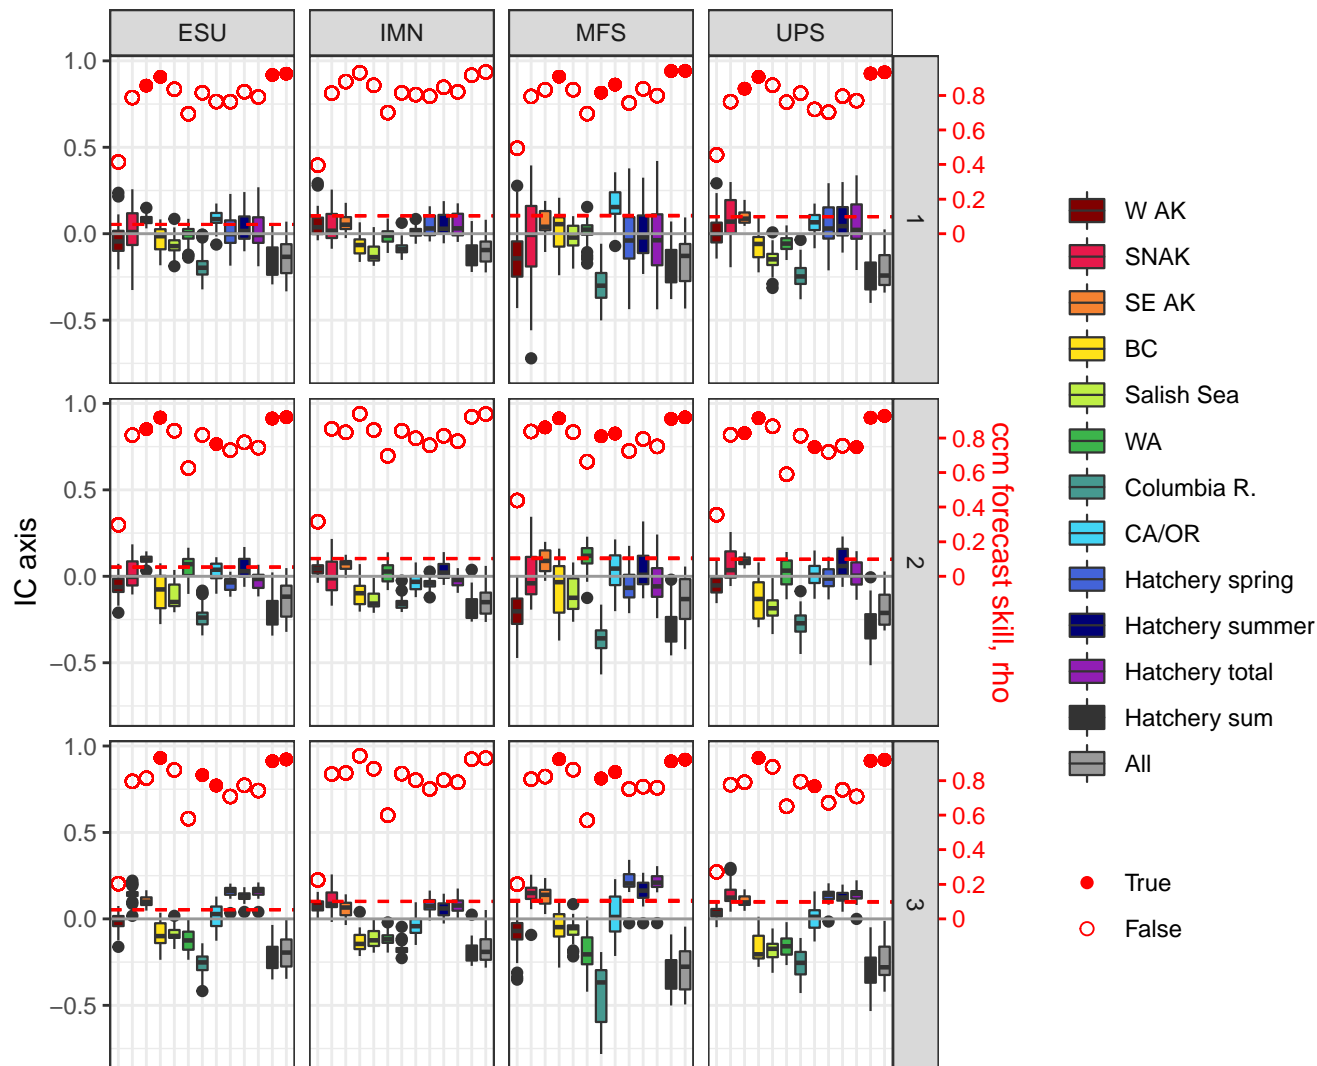 ESU IMN MFS UPS
1.0
0.5
0.0
−0.5
0.8
0.6
0.4
0.2
0
1
1.0
0.5
0.0
−0.5
0.8
0.6
0.4
0.2
0
2
1.0
0.5
0.0
−0.5
0.8
0.6
0.4
0.2
0
3
IC axis
ccm forecast skill, rho
W AK
SNAK
SE AK
BC
Salish Sea
WA
Columbia R.
CA/OR
Hatchery spring
Hatchery summer
Hatchery total
Hatchery sum
All
True
False